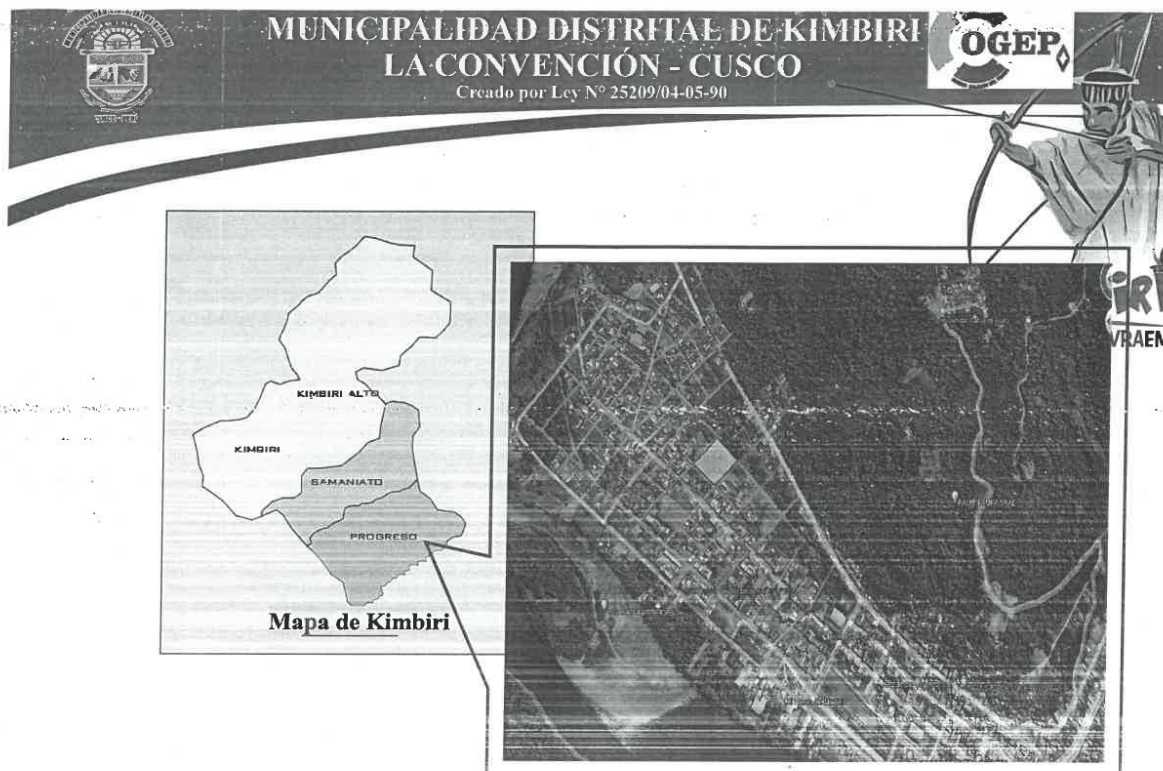 MUNICIPALIDAD DISTRITAL DE KIMBIRI
LA CONVENCIÓN - CUSCO
Creado por Ley N° 25209/04-05-90
OGEP
VRAEM
KIMBIRI ALTO
KIMBIRI
SAMANIATO
PROGRESO
Mapa de Kimbiri